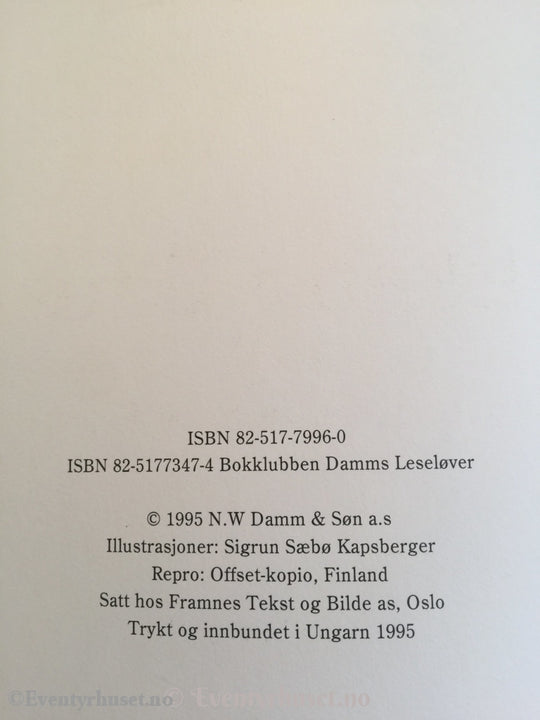 ISBN 82-517-7996-0
ISBN 82-5177347-4 Bokklubben Damms Leseløver
© 1995 N.W Damm & Søn a.s
Illustrasjoner: Sigrun Sæbø Kapsberger
Repro: Offset-kopio, Finland
Satt hos Framnes Tekst og Bilde as, Oslo
Trykt og innbundet i Ungarn 1995
©Eventyrhuset.no © Eventyrhuset.no